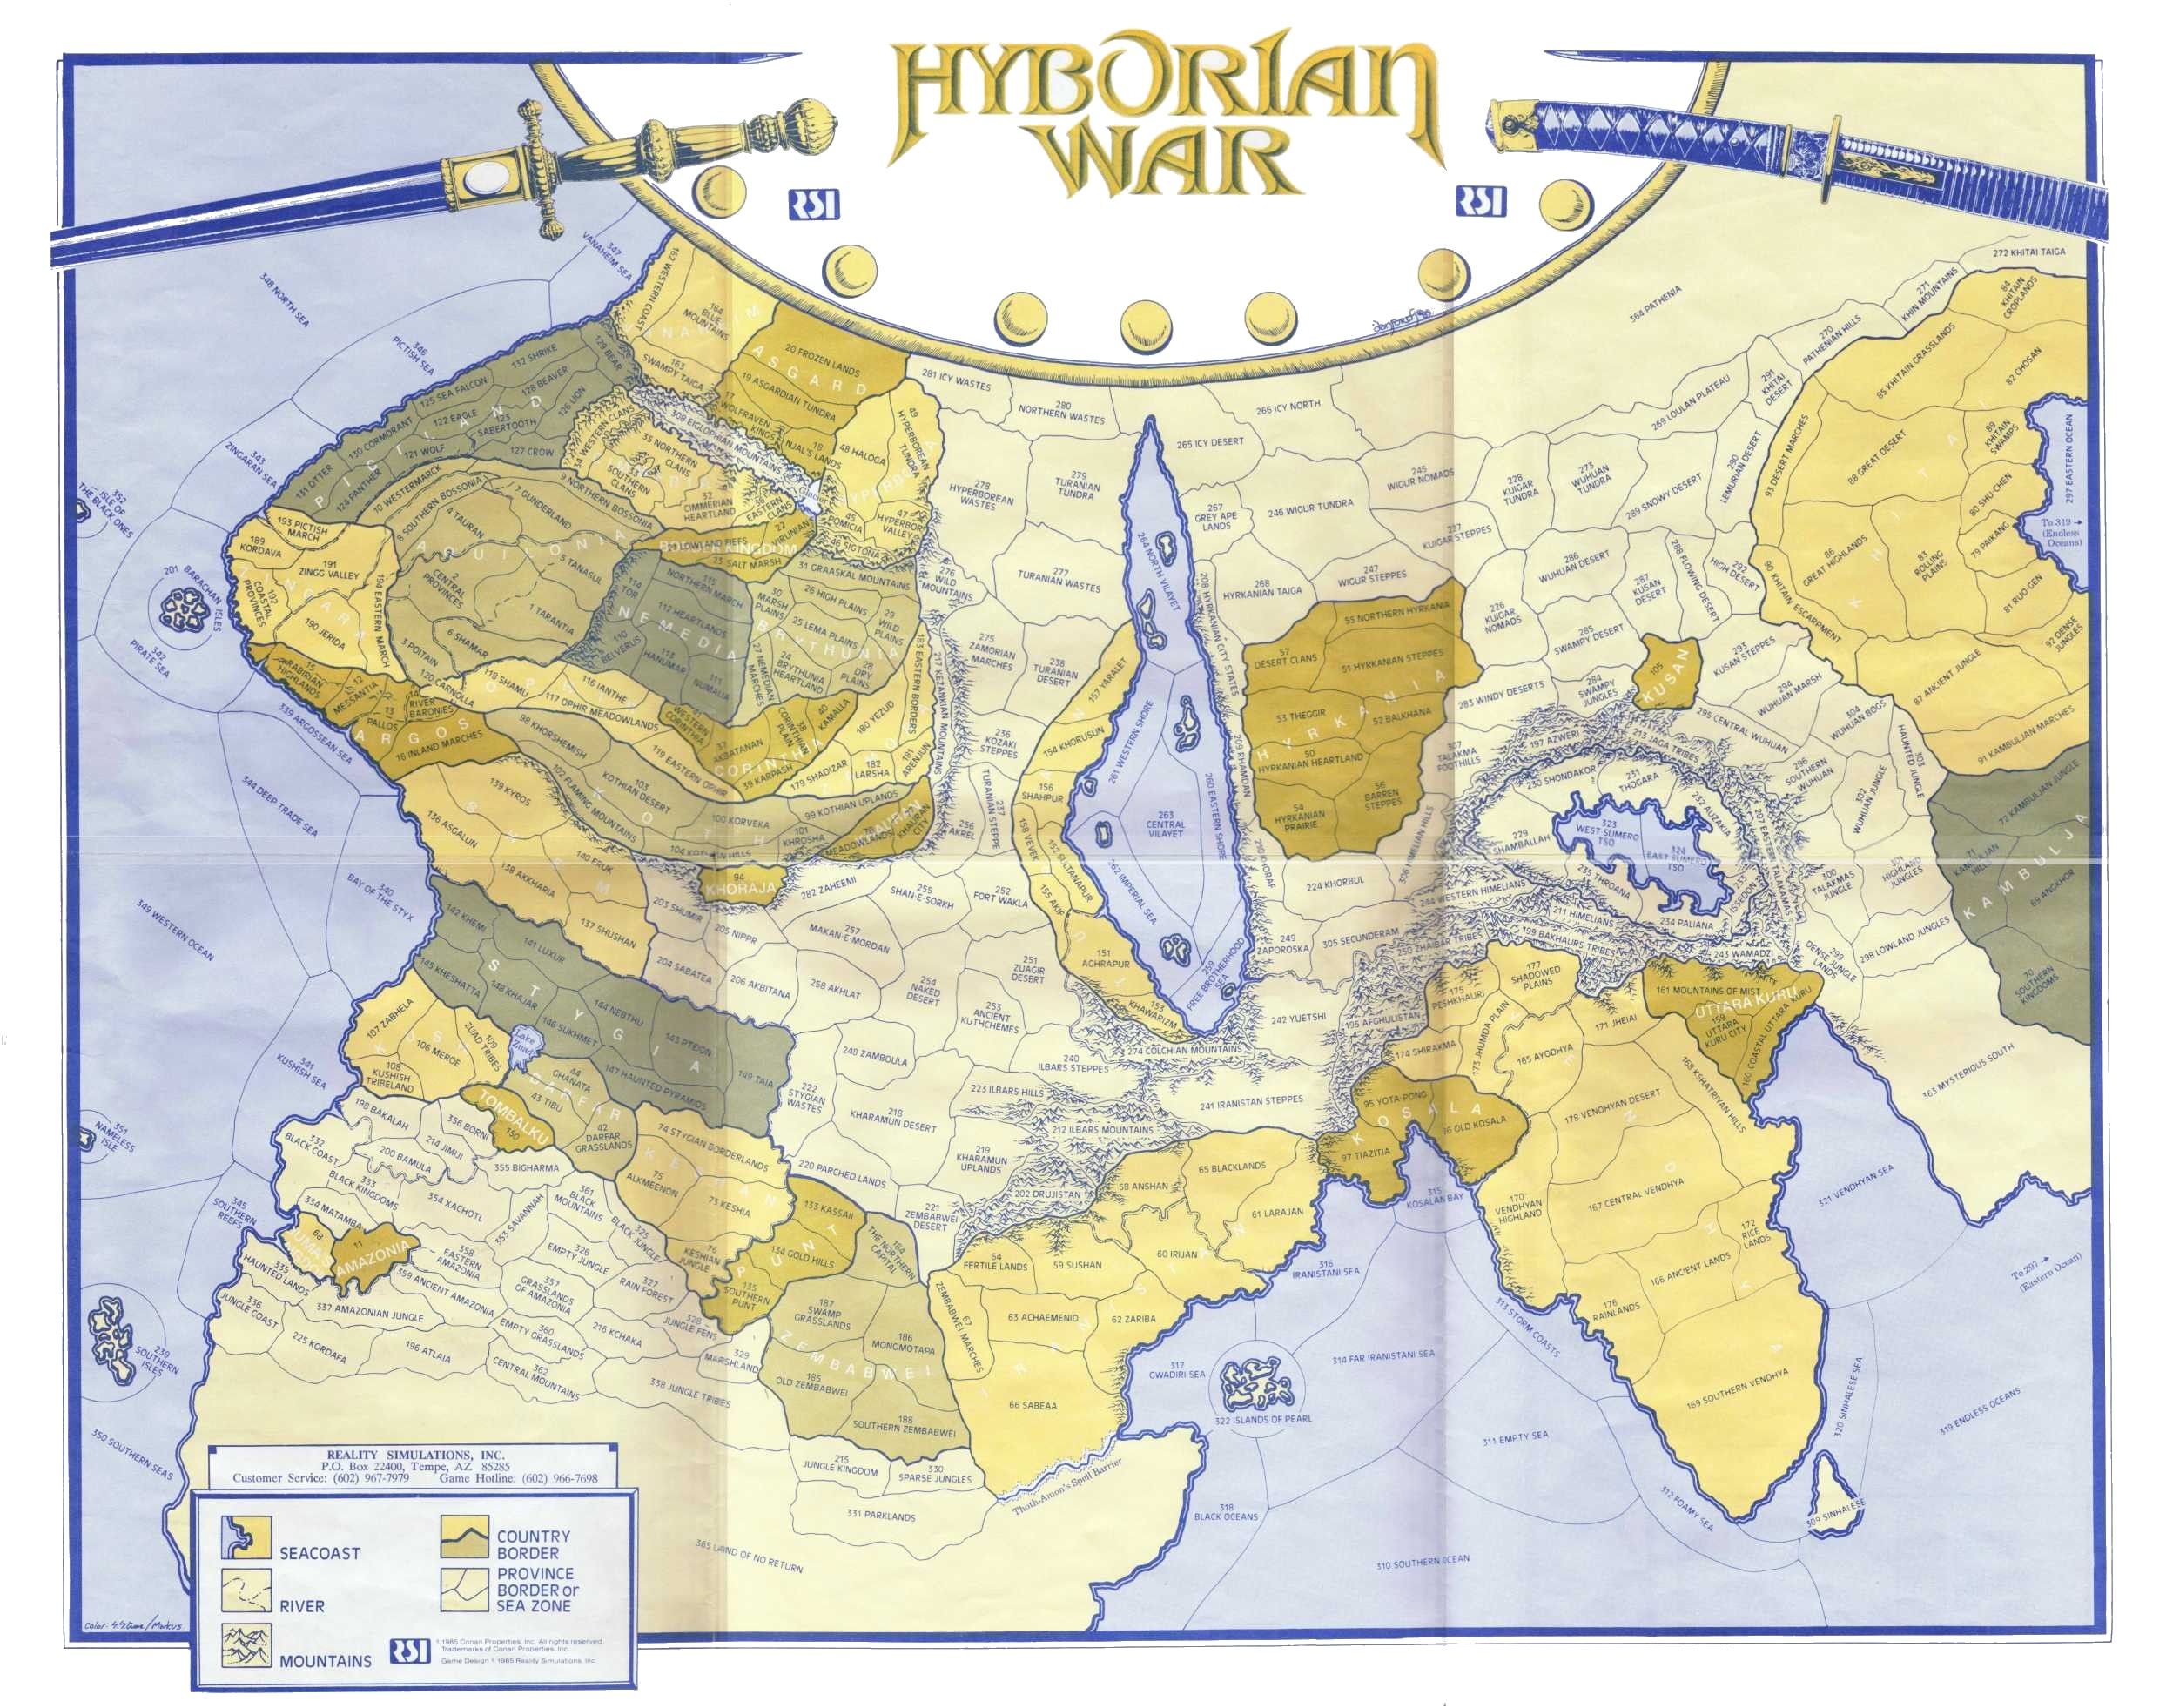 HYBORIAN
WAR
RSI
RSI
347
VANAHEIM SEA
348 NORTH SEA
346
PICTISH SEA
343
ZINGARAN SEA
352
ISLE OF
THE BLACK ONES
201 BARACHAN ISLES
342
PIRATE SEA
339 ARGOSSEAN SEA
344 DEEP TRADE SEA
340
BAY OF
THE STYX
349 WESTERN OCEAN
341
KUSHISH SEA
351
NAMELESS
ISLE
345
SOUTHERN
REEFS
239
SOUTHERN
ISLES
350 SOUTHERN SEAS
162 WESTERN COAST
164
BLUE
MOUNTAINS
163
SWAMPY TAIGA
ASGARD
20 FROZEN LANDS
19 ASGARDIAN TUNDRA
17
WOLFRAVEN
KINGS
18
NJAL'S LANDS
308 EIGLOPHIAN MOUNTAINS
48 HALOGA
49
HYPERBOREAN
TUNDRA
45
POMICIA
46 SIGTONA
47
HYPERBOR
VALLEY
PICTLAND
132 SHRIKE
129 BEAR
128 BEAVER
126 LION
125 SEA FALCON
122 EAGLE
123
SABERTOOTH
130 CORMORANT
121 WOLF
127 CROW
131 OTTER
124 PANTHER
34 WESTERN CLANS
35 NORTHERN
CLANS
33
SOUTHERN
CLANS
32
CIMMERIAN
HEARTLAND
EASTERN
CLANS
10 WESTERMARCK
8 SOUTHERN BOSSONIA
7 GUNDERLAND
9 NORTHERN BOSSONIA
4 TAURAN
AQUILONIA
5 TANASUL
2
CENTRAL
PROVINCES
1 TARANTIA
6 SHAMAR
3 POITAIN
193 PICTISH
MARCH
189
KORDAVA
191
ZINGG VALLEY
192
COASTAL
PROVINCES
190 JERIDA
194 EASTERN MARCH
22
VIRUNIAN
23 SALT MARSH
31 GRAASKAL MOUNTAINS
NEMEDIA
114
TOR
115
NORTHERN MARCH
112 HEARTLANDS
110
BELVERUS
113
HANUMAR
111
NUMALIA
BRYTHUNIA
30
MARSH
PLAINS
26 HIGH PLAINS
29
WILD
PLAINS
25 LEMA PLAINS
27 NEMEDIAN
MARCHES
24
BRYTHUNIA
HEARTLAND
28
DRY
PLAINS
183 EASTERN BORDERS
217 KEZANKIAN MOUNTAINS
15
RABIRIAN
HIGHLANDS
12
MESSANTIA
13
PALLOS
14
RIVER
BARONIES
ARGOS
16 INLAND MARCHES
120 CARNOLLA
118 SHAMU
116 IANTHE
117 OPHIR MEADOWLANDS
119 EASTERN OPHIR
WESTERN
CORINTHIA
37
AKBATANAN
38
CORINTHIAN
PLAIN
40
KAMALLA
39 KARPASH
180 YEZUD
179 SHADIZAR
182
LARSHA
181
ARENJUN
98 KHORSHEMISH
103
KOTHIAN DESERT
102 FLAMING MOUNTAINS
100 KORVEKA
99 KOTHIAN UPLANDS
101
KHROSHA
104 KOTHIAN HILLS
MEADOWLANDS
KHAURAN
CITY
139 KYROS
136 ASGALUN
138 AKKHARIA
140 ERUK
137 SHUSHAN
94
KHORAJA
STYGIA
142 KHEMI
141 LUXUR
145 KHESHATTA
148 KHAJAR
144 NEBTHU
146 SUKHMET
143 PTEION
147 HAUNTED PYRAMIDS
149 TAIA
107 ZABHELA
106 MEROE
109
ZUAD TRIBES
108
KUSHISH
TRIBELAND
Lake
Zuad
DARFAR
44
GHANATA
43 TIBU
42
DARFAR
GRASSLANDS
TOMBALKU
150
KESHAN
74 STYGIAN BORDERLANDS
75
ALKMEENON
73 KESHIA
76
KESHIAN
JUNGLE
PUNT
133 KASSALI
134 GOLD HILLS
135
SOUTHERN
PUNT
184
THE NORTHERN
CAPITAL
187
SWAMP
GRASSLANDS
186
MONOMOTAPA
ZEMBABWEI
185
OLD ZEMBABWEI
188
SOUTHERN ZEMBABWEI
198 BAKALAH
356 BORNI
214 JIMIJI
332
BLACK COAST
200 BAMULA
355 BIGHARMA
333
BLACK KINGDOMS
354 XACHOTL
334 MATAMBA
353 SAVANNAH
361
BLACK
MOUNTAINS
325
BLACK JUNGLE
68
11
AMAZONIA
335
HAUNTED LANDS
358
EASTERN
AMAZONIA
359 ANCIENT AMAZONIA
326
EMPTY JUNGLE
357
GRASSLANDS
OF AMAZONIA
327
RAIN FOREST
336
JUNGLE COAST
337 AMAZONIAN JUNGLE
360
EMPTY GRASSLANDS
216 KCHAKA
328
JUNGLE FENS
225 KORDAFA
196 ATLAIA
362
CENTRAL MOUNTAINS
329
MARSHLAND
338 JUNGLE TRIBES
215
JUNGLE KINGDOM
330
SPARSE JUNGLES
331 PARKLANDS
365 LAND OF NO RETURN
281 ICY WASTES
280
NORTHERN WASTES
266 ICY NORTH
265 ICY DESERT
279
TURANIAN
TUNDRA
278
HYPERBOREAN
WASTES
277
TURANIAN WASTES
276
WILD
MOUNTAINS
275
ZAMORIAN
MARCHES
238
TURANIAN
DESERT
236
KOZAKI
STEPPES
237
TURANIAN STEPPE
256
AKREL
264 NORTH VILAYET
261 WESTERN SHORE
260 EASTERN SHORE
263
CENTRAL
VILAYET
262 IMPERIAL SEA
259
FREE BROTHERHOOD
SEA
157 YARALET
154 KHORUSUN
156
SHAHPUR
158 VEVEK
152 SULTANAPUR
155 AKIF
151
AGHRAPUR
153
KHAWARIZM
203 SHUMIR
205 NIPPR
204 SABATEA
206 AKBITANA
282 ZAHEEMI
257
MAKAN-E-MORDAN
258 AKHLAT
255
SHAN-E-SORKH
252
FORT WAKLA
254
NAKED
DESERT
251
ZUAGIR
DESERT
253
ANCIENT
KUTHCHEMES
248 ZAMBOULA
240
ILBARS STEPPES
274 COLCHIAN MOUNTAINS
222
STYGIAN
WASTES
218
KHARAMUN DESERT
223 ILBARS HILLS
241 IRANISTAN STEPPES
212 ILBARS MOUNTAINS
219
KHARAMUN
UPLANDS
220 PARCHED LANDS
221
ZEMBABWEI
DESERT
202 DRUJISTAN
65 BLACKLANDS
58 ANSHAN
61 LARAJAN
60 IRIJAN
64
FERTILE LANDS
59 SUSHAN
67
ZEMBABWEI MARCHES
63 ACHAEMENID
62 ZARIBA
66 SABEAA
Thoth-Amon's Spell Barrier
267
GREY APE
LANDS
246 WIGUR TUNDRA
245
WIGUR NOMADS
268
HYRKANIAN TAIGA
247
WIGUR STEPPES
208 HYRKANIAN CITY STATES
209 RHAMDAN
210 KHORAF
HYRKANIA
55 NORTHERN HYRKANIA
57
DESERT CLANS
51 HYRKANIAN STEPPES
53 THEGGIR
52 BALKHANA
50
HYRKANIAN HEARTLAND
54
HYRKANIAN
PRAIRIE
56
BARREN
STEPPES
224 KHORBUL
306 HIMELIAN HILLS
249
ZAPOROSKA
305 SECUNDERAM
242 YUETSHI
250 ZHAIBAR TRIBES
195 AFGHULISTAN
244 WESTERN HIMELIANS
211 HIMELIANS
199 BAKHAURS TRIBES
243 WAMADZI
228
KUIGAR
TUNDRA
273
WUHUAN
TUNDRA
227
KUIGAR STEPPES
226
KUIGAR
NOMADS
286
WUHUAN DESERT
289 SNOWY DESERT
290
LEMURIAN DESERT
269 LOULAN PLATEAU
291
KHITAI
DESERT
270
PATHENIAN HILLS
271
KHIN MOUNTAINS
272 KHITAI TAIGA
364 PATHENIA
287
KUSAN
DESERT
288 FLOWING DESERT
292
HIGH DESERT
285
SWAMPY DESERT
284
SWAMPY
JUNGLES
283 WINDY DESERTS
105
KUSAN
293
KUSAN STEPPES
294
WUHUAN MARSH
295 CENTRAL WUHUAN
304
WUHUAN BOGS
303
HAUNTED JUNGLE
296
SOUTHERN
WUHUAN
302
WUHUAN JUNGLE
301
HIGHLAND
JUNGLES
300
TALAKMAS
JUNGLE
299
DENSE JUNGLE
LANDS
298 LOWLAND JUNGLES
307
TALAKMA
FOOTHILLS
197 AZWERI
213 JAGA TRIBES
230 SHONDAKOR
231
THOGARA
232 AUZAKIA
207 EASTERN TALAKAMAS
229
SHAMBALLAH
323
WEST SUMERO
TSO
324
EAST SUMERO
TSO
235 THROANA
234 PALIANA
233
ISSEDON
KHITAI
84
KHITAIN
CROPLANDS
85 KHITAIN GRASSLANDS
82 CHOSAN
93 DESERT MARCHES
88 GREAT DESERT
89
KHITAIN
SWAMPS
80 SHU-CHEN
79 PAIKANG
86
GREAT HIGHLANDS
83
ROLLING
PLAINS
81 RUO GEN
90 KHITAIN ESCARPMENT
92 DENSE
JUNGLES
87 ANCIENT JUNGLE
91 KAMBULJAN MARCHES
297 EASTERN OCEAN
To 319 →
(Endless
Oceans)
KAMBULJA
72 KAMBULJAN JUNGLE
71
KAMBULJAN
HILLS
69 ANGKHOR
70
SOUTHERN
KINGDOMS
177
SHADOWED
PLAINS
175
PESHKHAURI
174 SHIRAKMA
173 JHUMDA PLAIN
171 JHEIAI
165 AYODHYA
161 MOUNTAINS OF MIST
UTTARA KURU
159
UTTARA
KURU CITY
160 COASTAL UTTARA KURU
168 KSHATRIYAN HILLS
178 VENDHYAN DESERT
KOSALA
95 YOTA-PONG
96 OLD KOSALA
97 TIAZITIA
167 CENTRAL VENDHYA
170
VENDHYAN
HIGHLAND
172
RICE
LANDS
166 ANCIENT LANDS
176
RAINLANDS
169 SOUTHERN VENDHYA
363 MYSTERIOUS SOUTH
321 VENDHYAN SEA
To 297 →
(Eastern Ocean)
315
KOSALAN BAY
316
IRANISTANI SEA
313 STORM COASTS
314 FAR IRANISTANI SEA
317
GWADIRI SEA
322 ISLANDS OF PEARL
311 EMPTY SEA
318
BLACK OCEANS
310 SOUTHERN OCEAN
312 FOAMY SEA
309 SINHALESE
320 SINHALESE SEA
319 ENDLESS OCEANS
REALITY SIMULATIONS, INC.
P.O. Box 22400, Tempe, AZ 85285
Customer Service: (602) 967-7979 Game Hotline: (602) 966-7698
SEACOAST
RIVER
MOUNTAINS
COUNTRY
BORDER
PROVINCE
BORDER or
SEA ZONE
RSI
© 1985 Conan Properties, Inc. All rights reserved
Trademarks of Conan Properties, Inc.
Game Design © 1985 Reality Simulations, Inc.